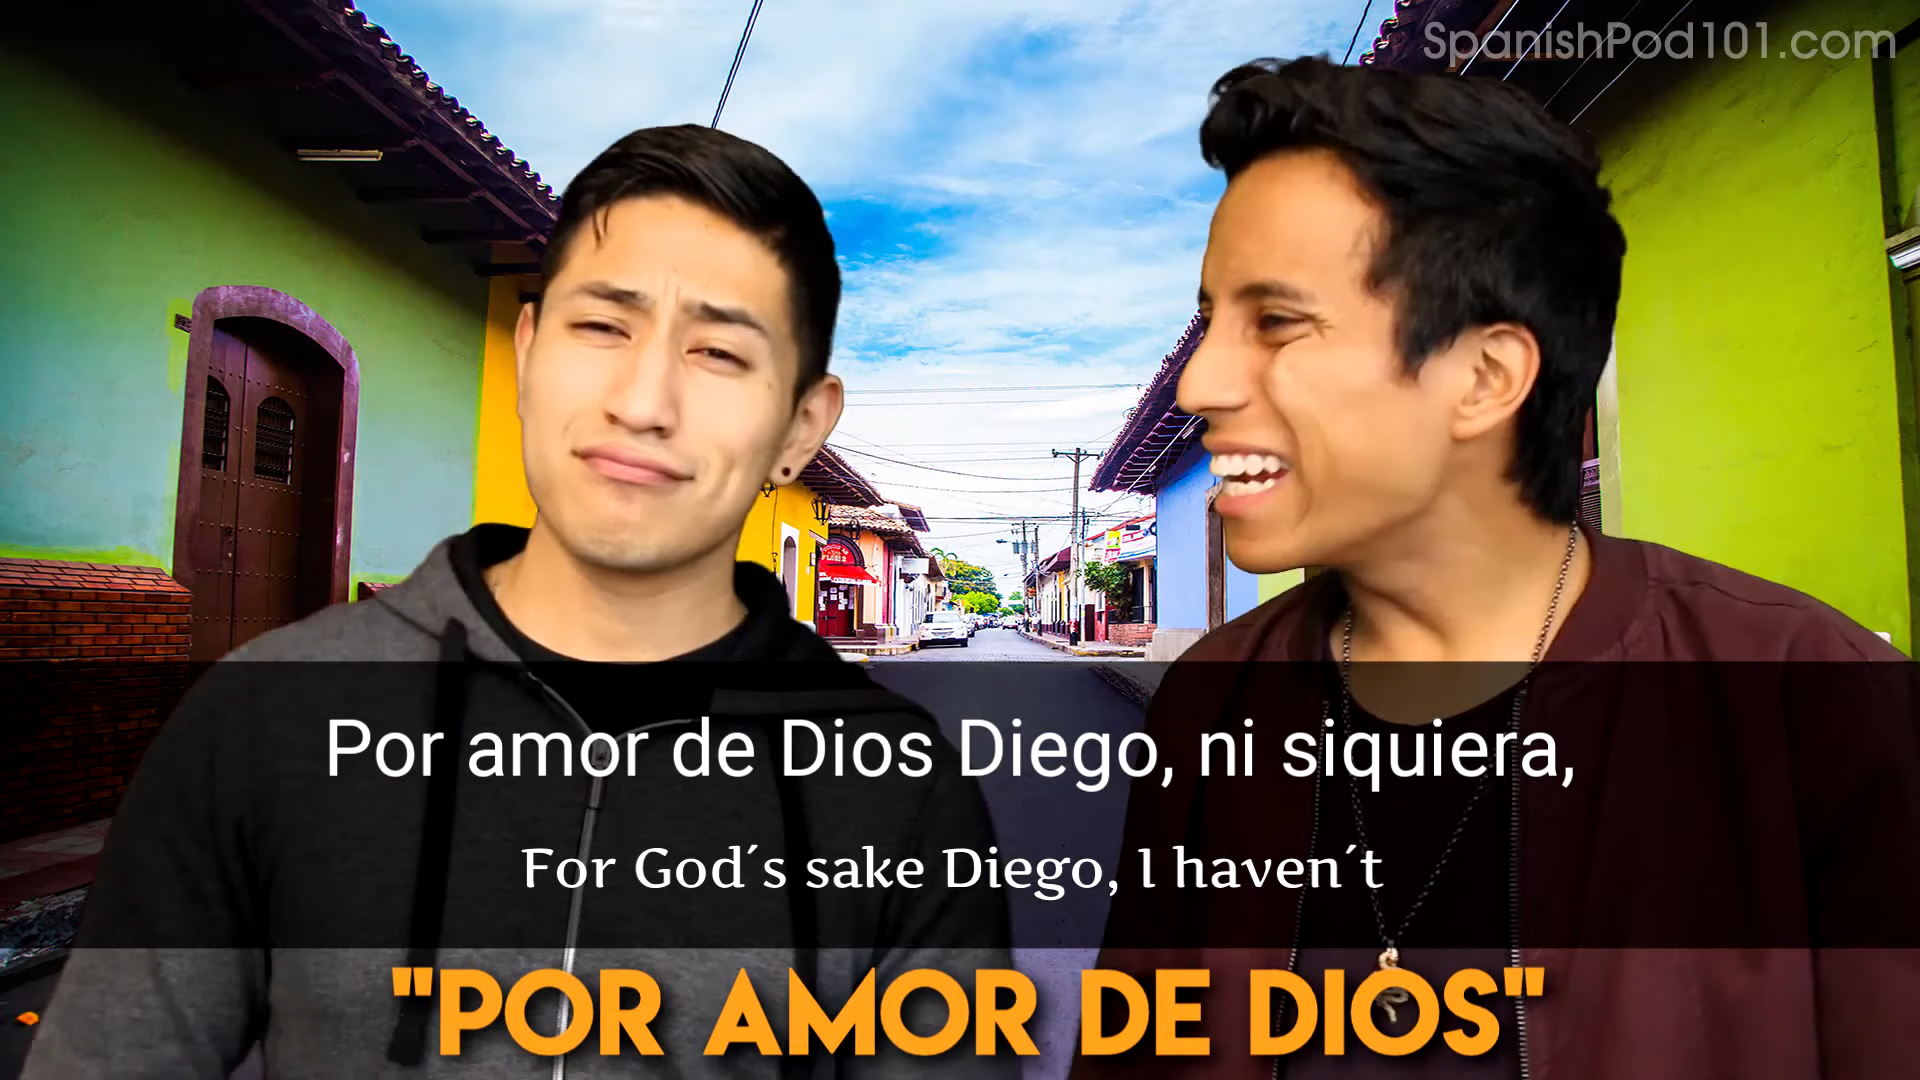 SpanishPod101.com
Por amor de Dios Diego, ni siquiera,
For God´s sake Diego, I haven´t
"POR AMOR DE DIOS"